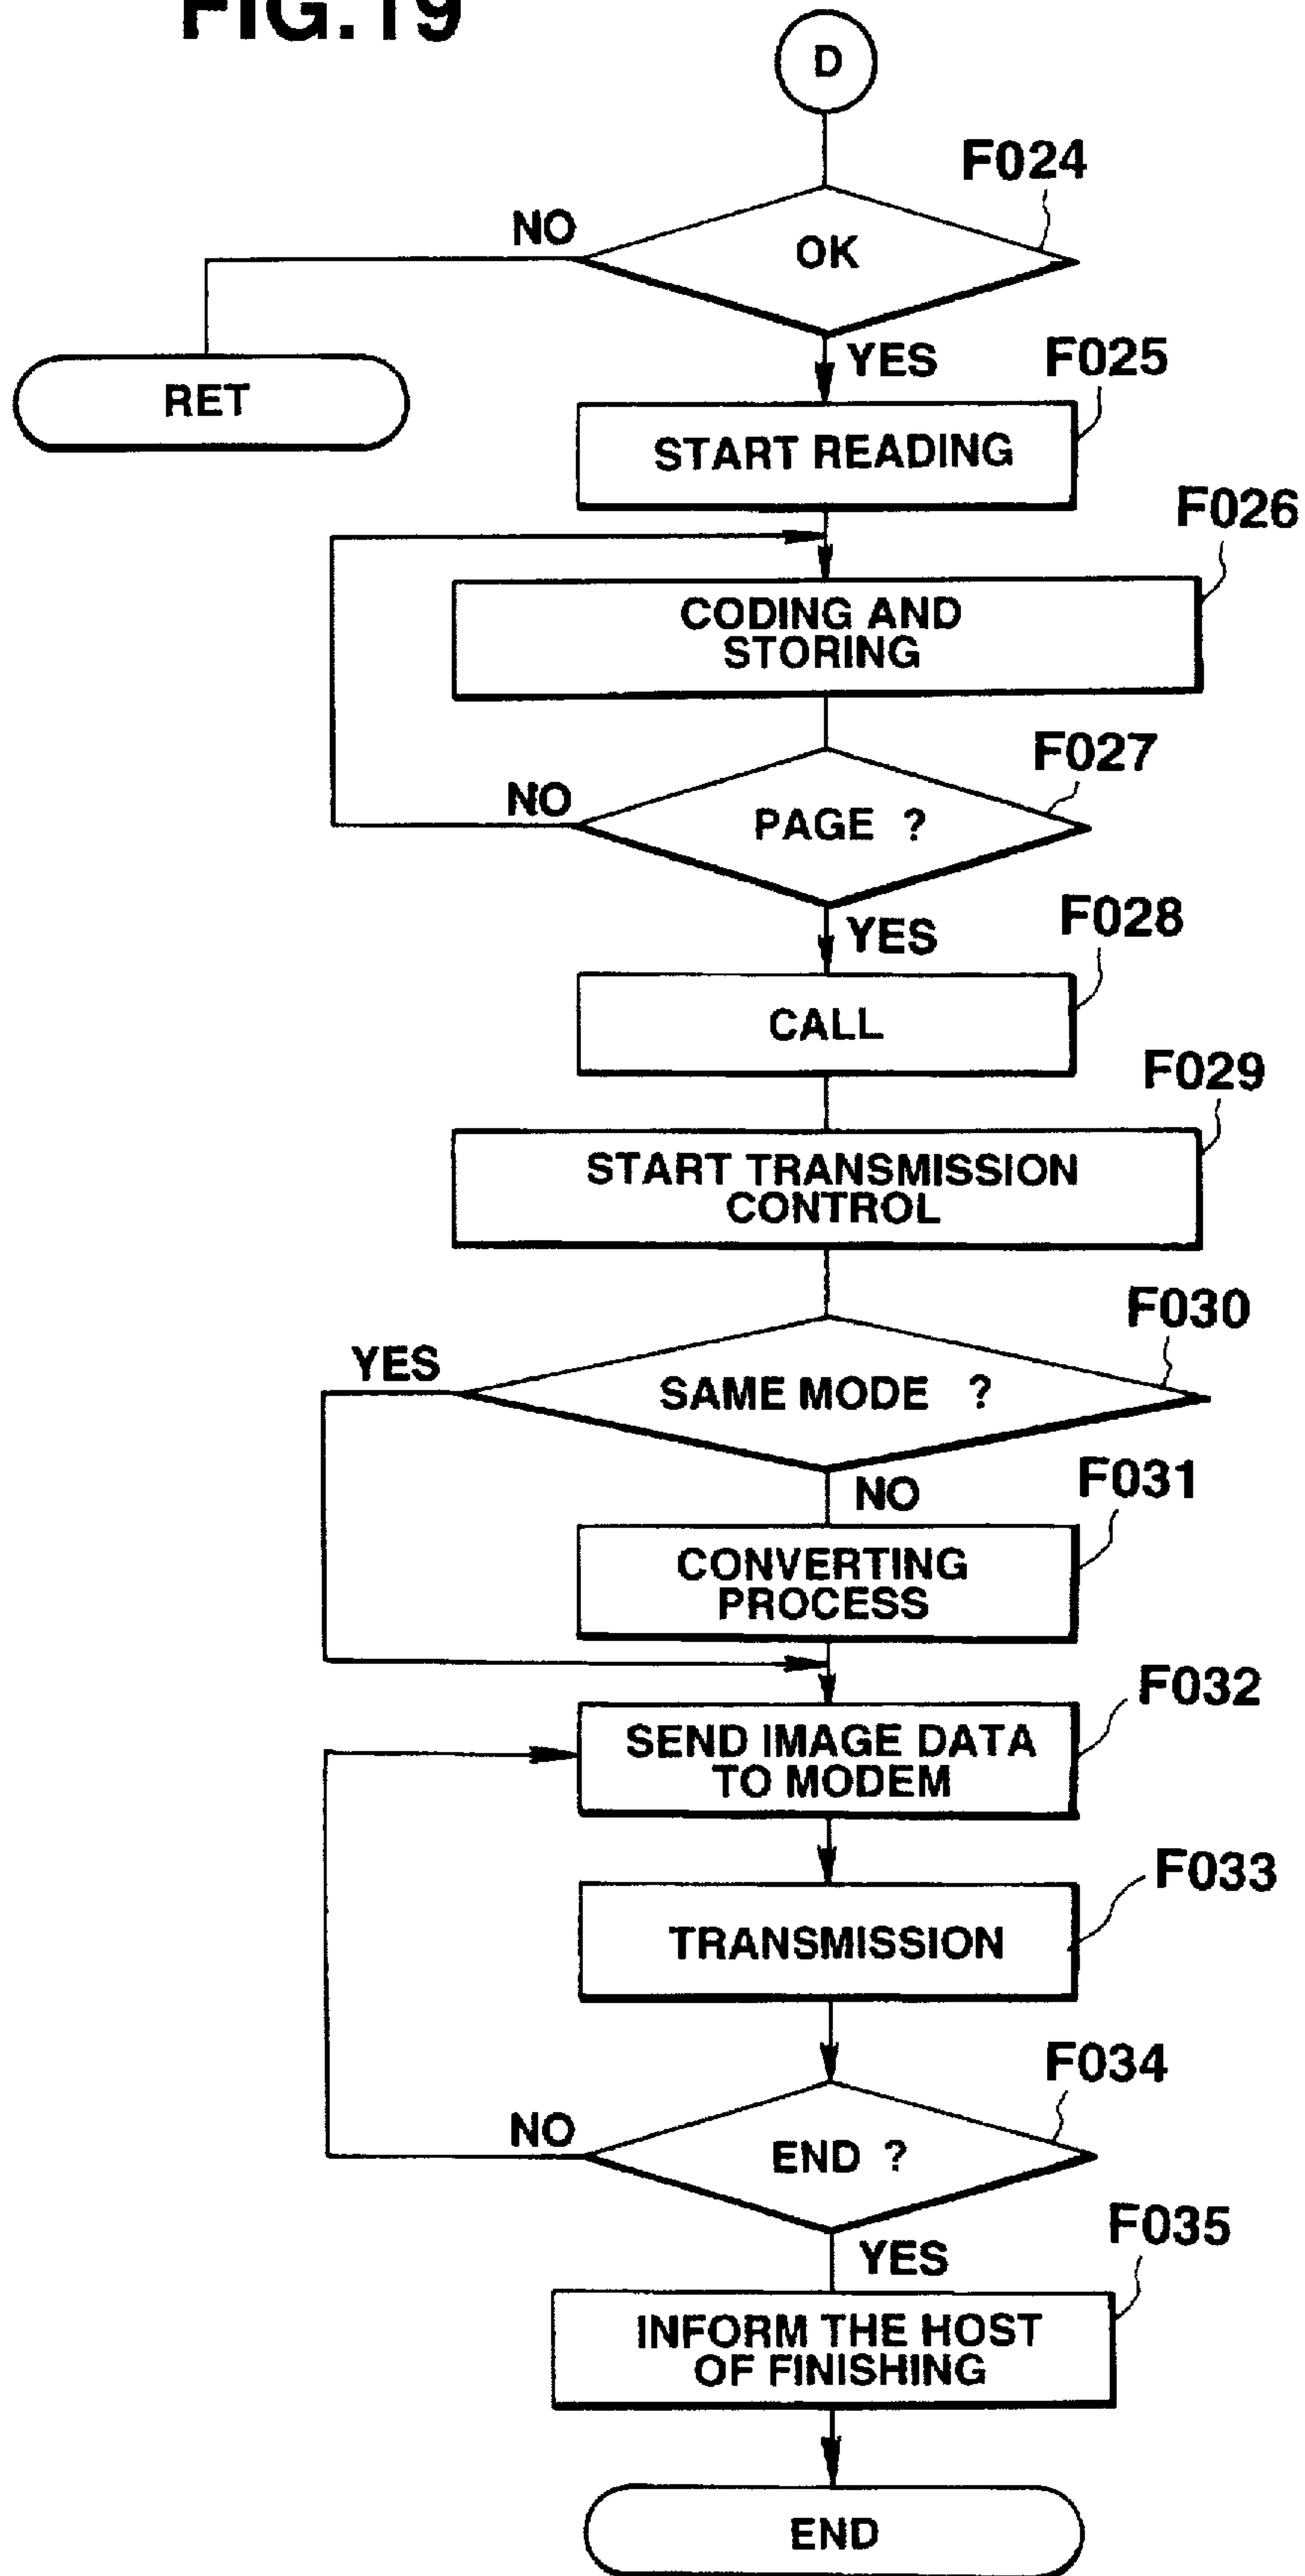 FIG.19
D
F024
NO
OK
YES
F025
RET
START READING
F026
CODING AND
STORING
F027
NO
PAGE ?
F028
YES
CALL
F029
START TRANSMISSION
CONTROL
F030
YES
SAME MODE ?
F031
NO
CONVERTING
PROCESS
F032
SEND IMAGE DATA
TO MODEM
F033
TRANSMISSION
F034
NO
END ?
F035
YES
INFORM THE HOST
OF FINISHING
END